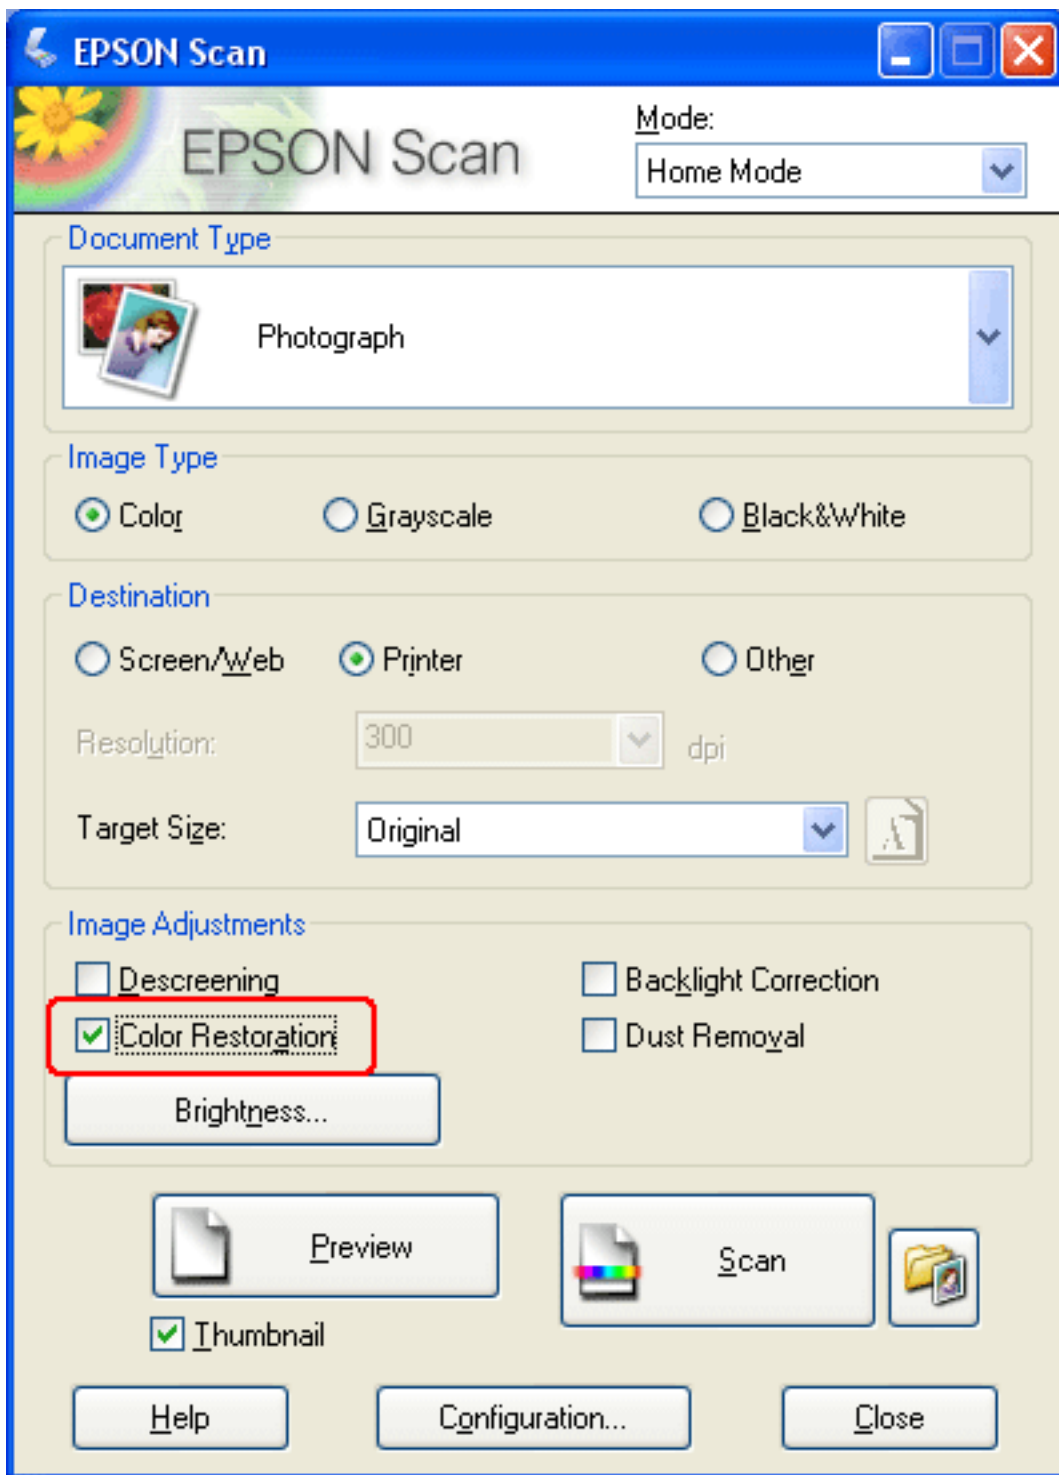 EPSON Scan
EPSON Scan
Mode:
Home Mode
Document Type
Photograph
Image Type
Color Grayscale Black&White
Destination
Screen/Web Printer Other
Resolution: 300 dpi
Target Size: Original
Image Adjustments
Descreening Backlight Correction
Color Restoration Dust Removal
Brightness...
Preview Scan
Thumbnail
Help Configuration... Close